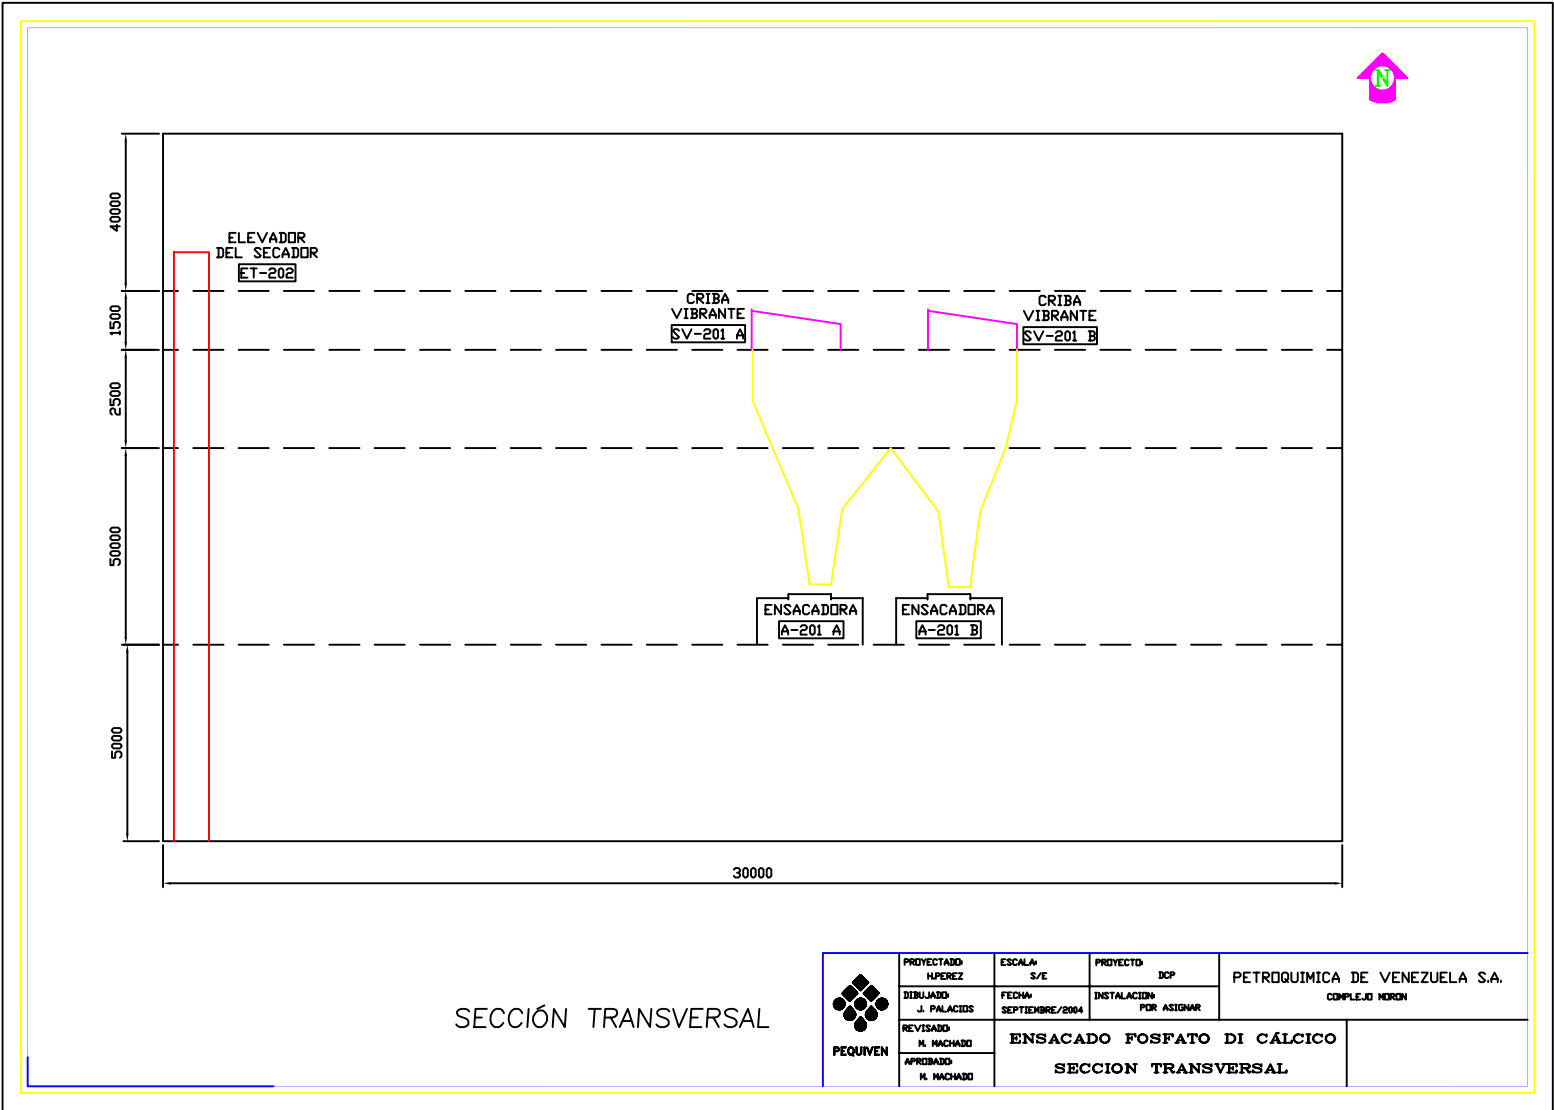 N
40000
ELEVADOR
DEL SECADOR
ET-202
1500
CRIBA
VIBRANTE
SV-201 A
CRIBA
VIBRANTE
SV-201 B
2500
50000
ENSACADORA
A-201 A
ENSACADORA
A-201 B
5000
30000
SECCIÓN TRANSVERSAL
PEQUIVEN
PROYECTADO:
H.PEREZ
ESCALA:
S/E
PROYECTO:
DCP
PETROQUIMICA DE VENEZUELA S.A.
COMPLEJO MORON
DIBUJADO:
J. PALACIOS
FECHA:
SEPTIEMBRE/2004
INSTALACION:
POR ASIGNAR
REVISADO:
M. MACHADO
APROBADO:
M. MACHADO
ENSACADO FOSFATO DI CÁLCICO
SECCION TRANSVERSAL